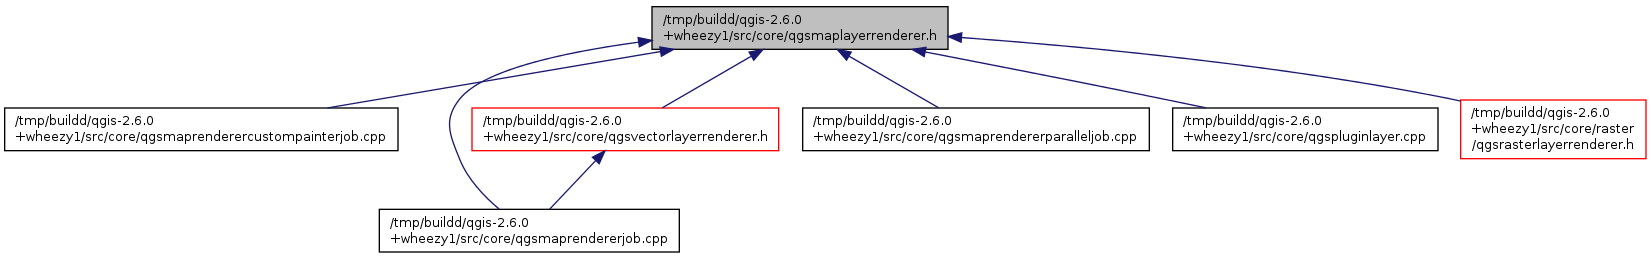 /tmp/buildd/qgis-2.6.0
+wheezy1/src/core/qgsmaplayerrenderer.h
/tmp/buildd/qgis-2.6.0
+wheezy1/src/core/qgsmaprenderercustompainterjob.cpp
/tmp/buildd/qgis-2.6.0
+wheezy1/src/core/qgsvectorlayerrenderer.h
/tmp/buildd/qgis-2.6.0
+wheezy1/src/core/qgsmaprendererparalleljob.cpp
/tmp/buildd/qgis-2.6.0
+wheezy1/src/core/qgspluginlayer.cpp
/tmp/buildd/qgis-2.6.0
+wheezy1/src/core/raster
/qgsrasterlayerrenderer.h
/tmp/buildd/qgis-2.6.0
+wheezy1/src/core/qgsmaprendererjob.cpp